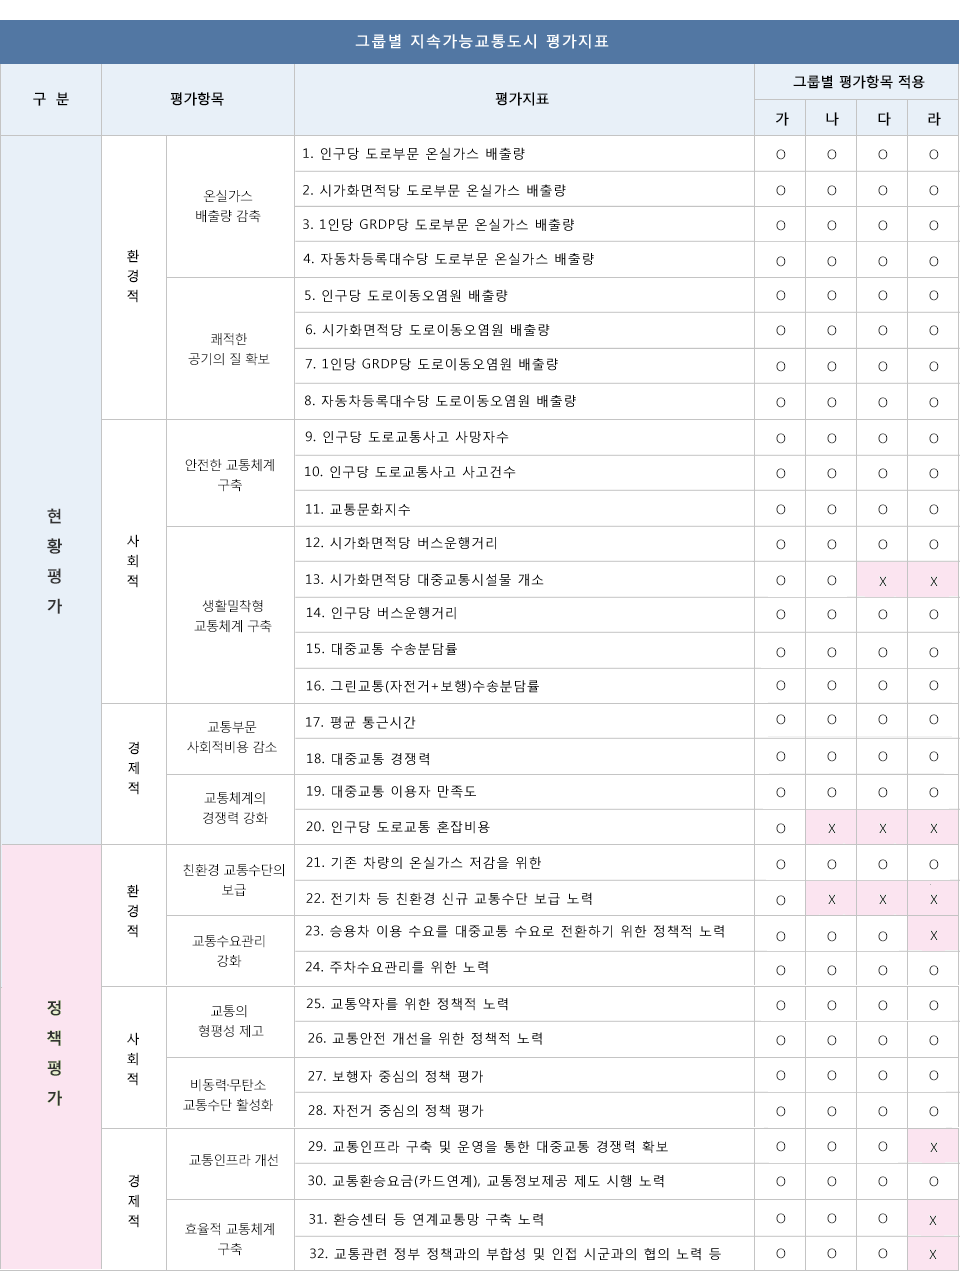 그룹별 지속가능교통도시 평가지표
구 분 평가항목 평가지표 그룹별 평가항목 적용
가 나 다 라
현황평가
환경적
온실가스
배출량 감축
1. 인구당 도로부문 온실가스 배출량 O O O O
2. 시가화면적당 도로부문 온실가스 배출량 O O O O
3. 1인당 GRDP당 도로부문 온실가스 배출량 O O O O
4. 자동차등록대수당 도로부문 온실가스 배출량 O O O O
쾌적한
공기의 질 확보
5. 인구당 도로이동오염원 배출량 O O O O
6. 시가화면적당 도로이동오염원 배출량 O O O O
7. 1인당 GRDP당 도로이동오염원 배출량 O O O O
8. 자동차등록대수당 도로이동오염원 배출량 O O O O
사회적
안전한 교통체계
구축
9. 인구당 도로교통사고 사망자수 O O O O
10. 인구당 도로교통사고 사고건수 O O O O
11. 교통문화지수 O O O O
생활밀착형
교통체계 구축
12. 시가화면적당 버스운행거리 O O O O
13. 시가화면적당 대중교통시설물 개소 O O X X
14. 인구당 버스운행거리 O O O O
15. 대중교통 수송분담률 O O O O
16. 그린교통(자전거+보행)수송분담률 O O O O
경제적
교통부문
사회적비용 감소
17. 평균 통근시간 O O O O
18. 대중교통 경쟁력 O O O O
교통체계의
경쟁력 강화
19. 대중교통 이용자 만족도 O O O O
20. 인구당 도로교통 혼잡비용 O X X X
정책평가
환경적
친환경 교통수단의
보급
21. 기존 차량의 온실가스 저감을 위한 O O O O
22. 전기차 등 친환경 신규 교통수단 보급 노력 O X X X
교통수요관리
강화
23. 승용차 이용 수요를 대중교통 수요로 전환하기 위한 정책적 노력 O O O X
24. 주차수요관리를 위한 노력 O O O O
사회적
교통의
형평성 제고
25. 교통약자를 위한 정책적 노력 O O O O
26. 교통안전 개선을 위한 정책적 노력 O O O O
비동력·무탄소
교통수단 활성화
27. 보행자 중심의 정책 평가 O O O O
28. 자전거 중심의 정책 평가 O O O O
경제적
교통인프라 개선
29. 교통인프라 구축 및 운영을 통한 대중교통 경쟁력 확보 O O O X
30. 교통환승요금(카드연계), 교통정보제공 제도 시행 노력 O O O O
효율적 교통체계
구축
31. 환승센터 등 연계교통망 구축 노력 O O O X
32. 교통관련 정부 정책과의 부합성 및 인접 시군과의 협의 노력 등 O O O X